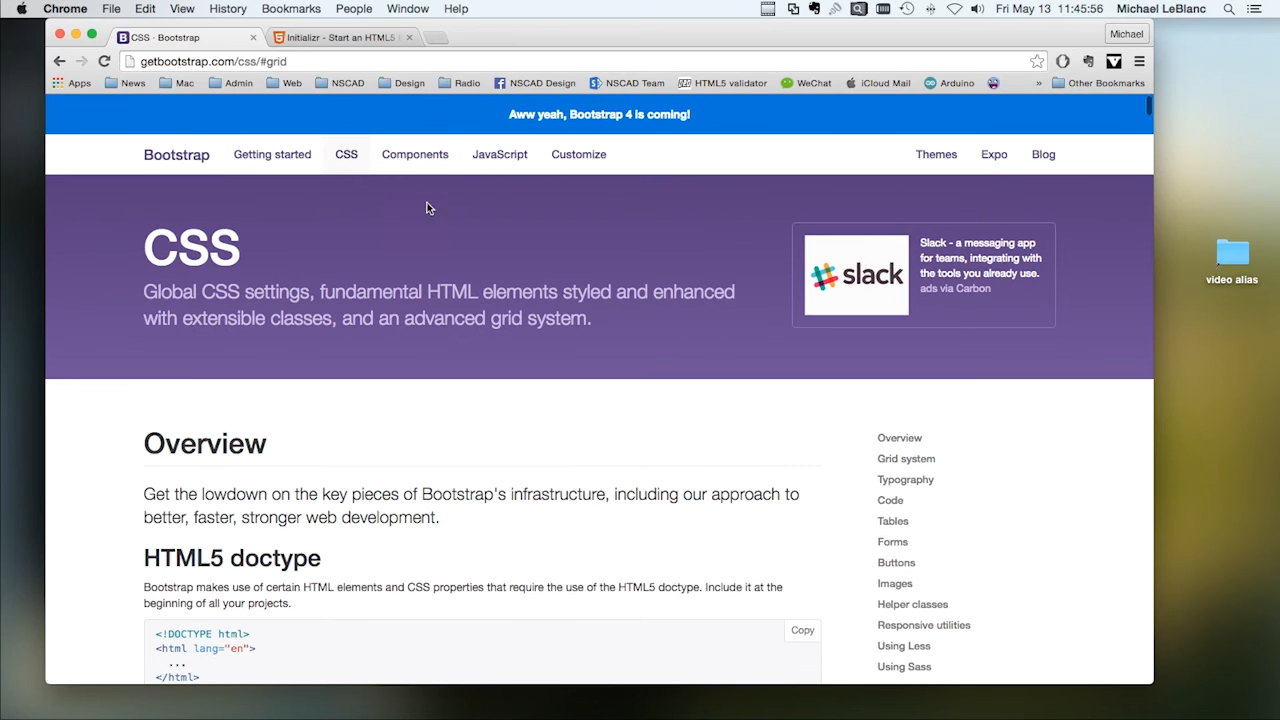 Chrome File Edit View History Bookmarks People Window Help
Fri May 13 11:45:56 Michael LeBlanc
CSS · Bootstrap
Initializr - Start an HTML5
Michael
getbootstrap.com/css/#grid
Apps News Mac Admin Web NSCAD Design Radio NSCAD Design NSCAD Team HTML5 validator WeChat iCloud Mail Arduino » Other Bookmarks
Aww yeah, Bootstrap 4 is coming!
Bootstrap Getting started CSS Components JavaScript Customize Themes Expo Blog
CSS
Global CSS settings, fundamental HTML elements styled and enhanced
with extensible classes, and an advanced grid system.
slack
Slack - a messaging app
for teams, integrating with
the tools you already use.
ads via Carbon
video alias
Overview
Get the lowdown on the key pieces of Bootstrap's infrastructure, including our approach to
better, faster, stronger web development.
HTML5 doctype
Bootstrap makes use of certain HTML elements and CSS properties that require the use of the HTML5 doctype. Include it at the
beginning of all your projects.
Copy
<!DOCTYPE html>
<html lang="en">
...
</html>
Overview
Grid system
Typography
Code
Tables
Forms
Buttons
Images
Helper classes
Responsive utilities
Using Less
Using Sass